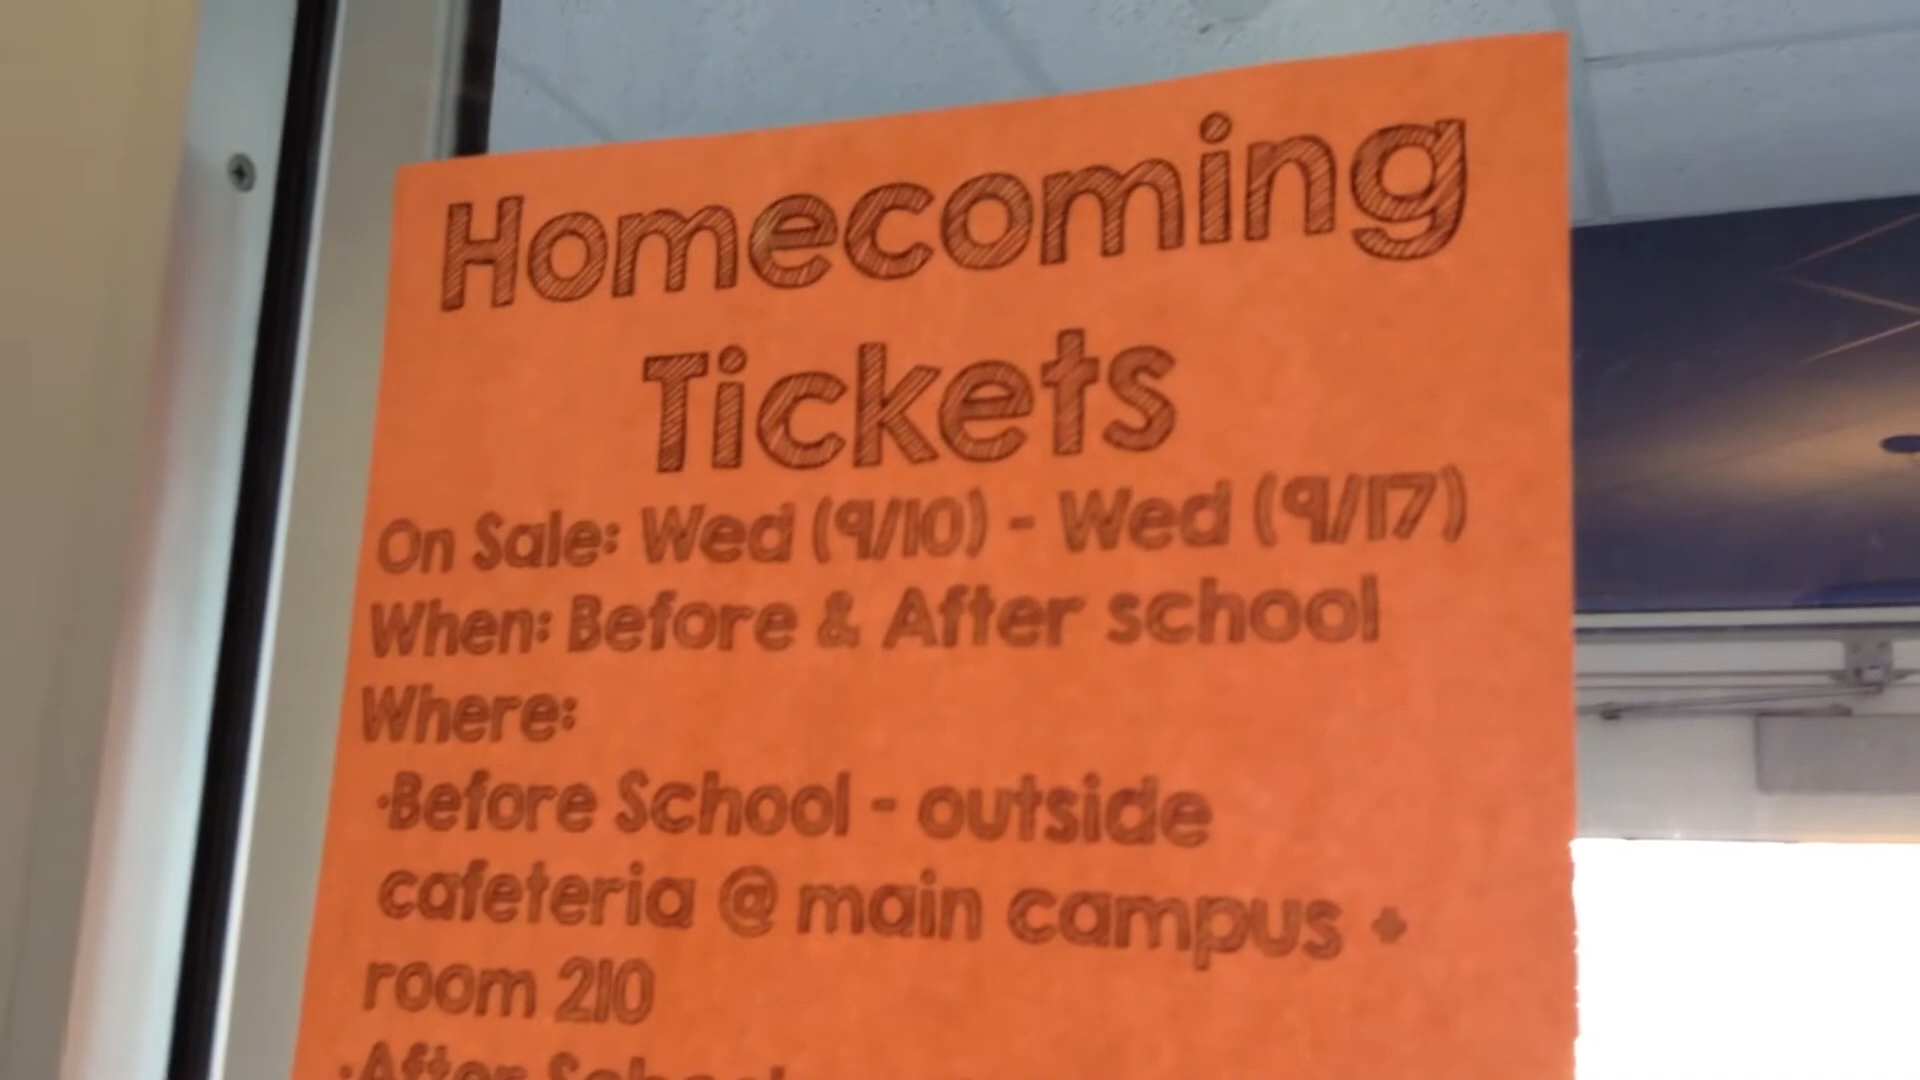 Homecoming
Tickets
On Sale: Wed (9/10) - Wed (9/17)
When: Before & After school
Where:
·Before School - outside
cafeteria @ main campus +
room 210
·After School